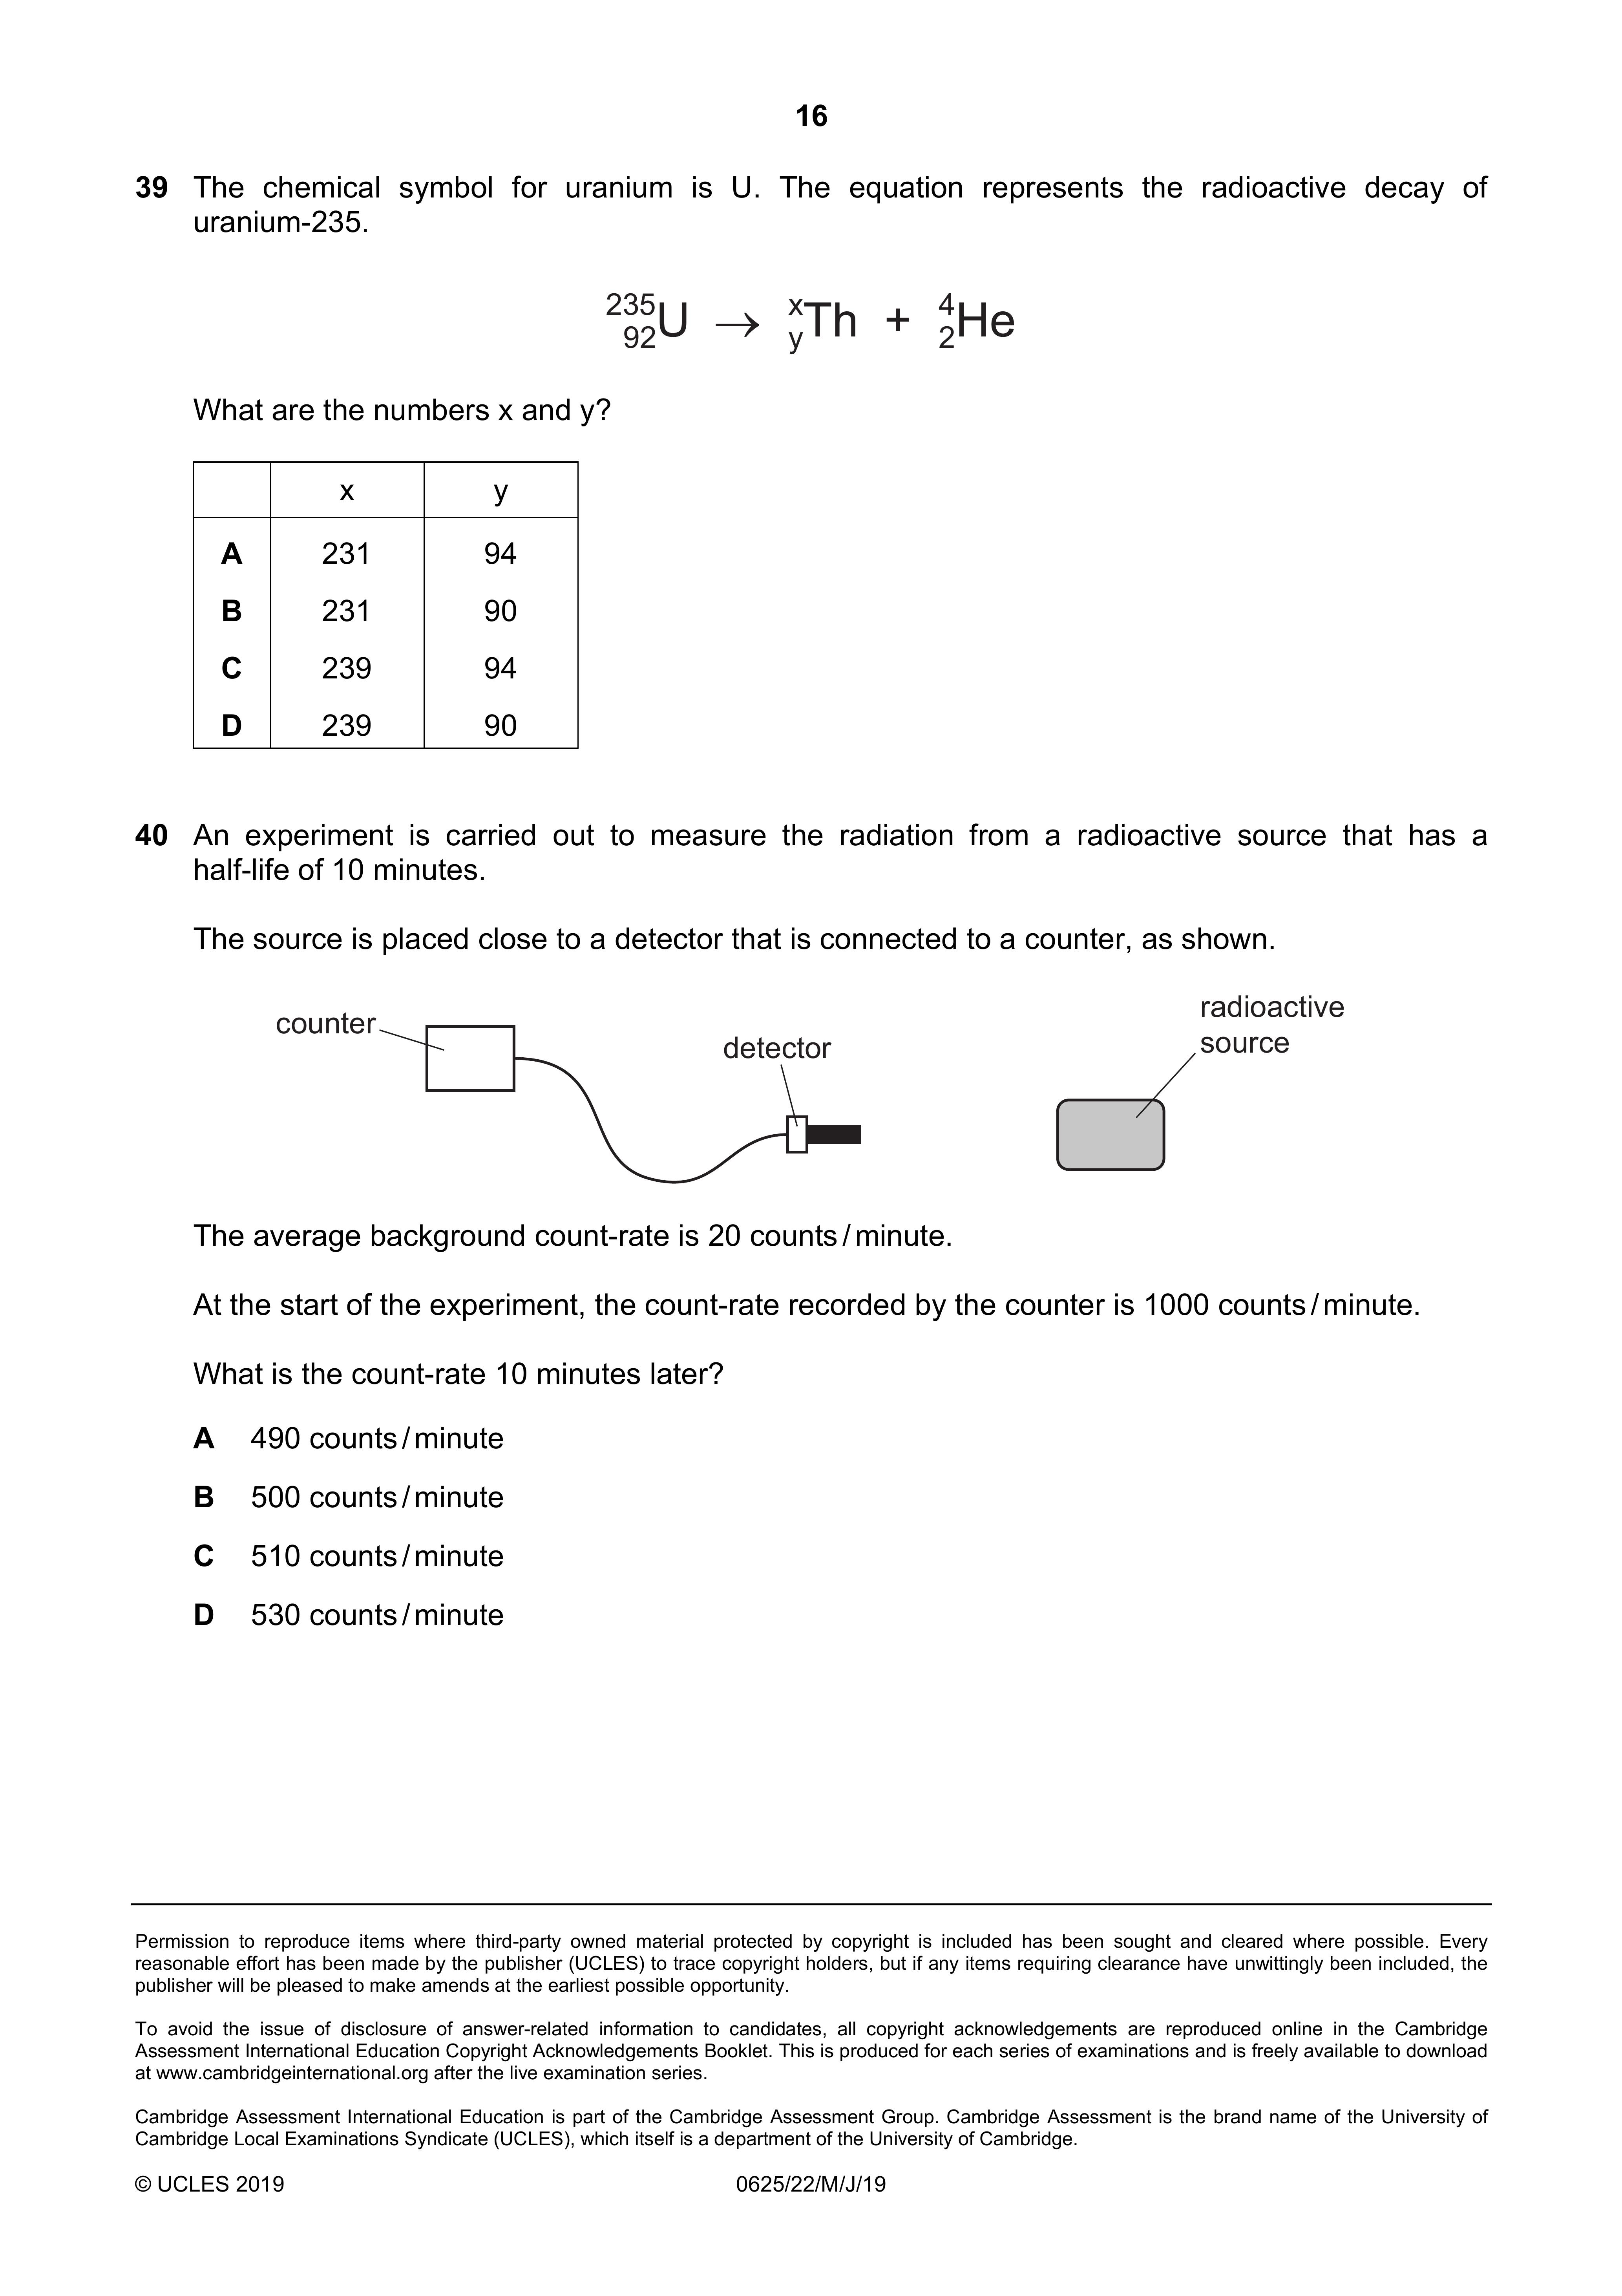 16
39 The chemical symbol for uranium is U. The equation represents the radioactive decay of
uranium-235.
235 92 U → x y Th + 4 2 He
What are the numbers x and y?
x y
A 231 94
B 231 90
C 239 94
D 239 90
40 An experiment is carried out to measure the radiation from a radioactive source that has a
half-life of 10 minutes.
The source is placed close to a detector that is connected to a counter, as shown.
counter
detector
radioactive
source
The average background count-rate is 20 counts / minute.
At the start of the experiment, the count-rate recorded by the counter is 1000 counts / minute.
What is the count-rate 10 minutes later?
A 490 counts / minute
B 500 counts / minute
C 510 counts / minute
D 530 counts / minute
Permission to reproduce items where third-party owned material protected by copyright is included has been sought and cleared where possible. Every
reasonable effort has been made by the publisher (UCLES) to trace copyright holders, but if any items requiring clearance have unwittingly been included, the
publisher will be pleased to make amends at the earliest possible opportunity.
To avoid the issue of disclosure of answer-related information to candidates, all copyright acknowledgements are reproduced online in the Cambridge
Assessment International Education Copyright Acknowledgements Booklet. This is produced for each series of examinations and is freely available to download
at www.cambridgeinternational.org after the live examination series.
Cambridge Assessment International Education is part of the Cambridge Assessment Group. Cambridge Assessment is the brand name of the University of
Cambridge Local Examinations Syndicate (UCLES), which itself is a department of the University of Cambridge.
© UCLES 2019 0625/22/M/J/19